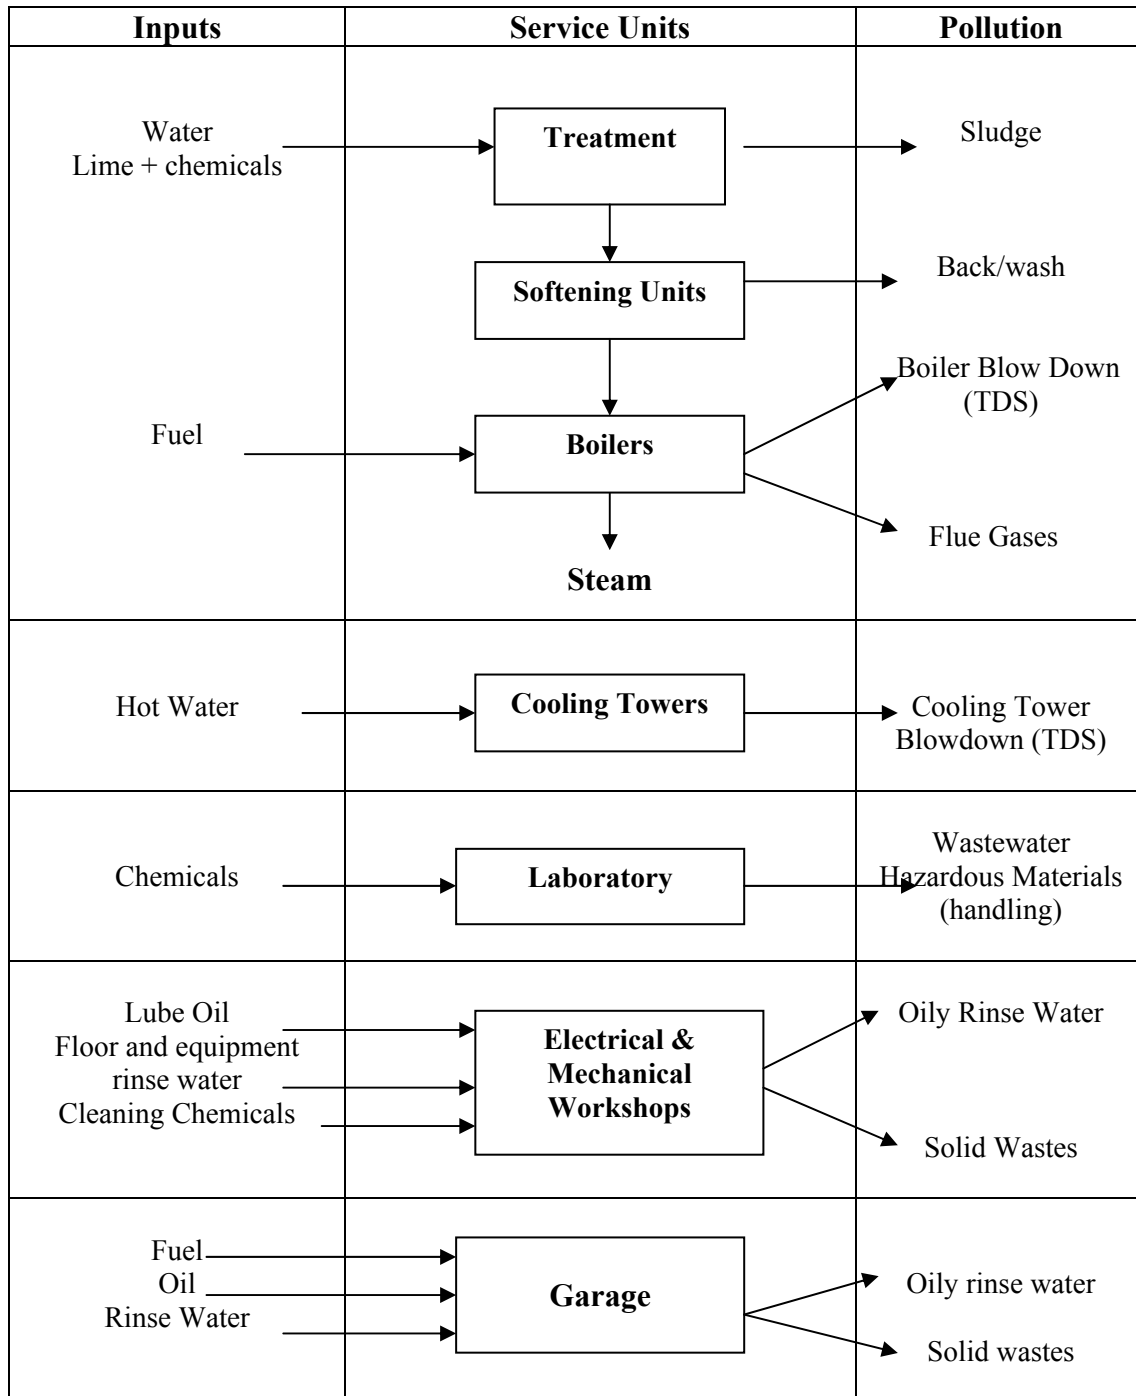 Inputs
Service Units
Pollution
Water
Lime + chemicals
Treatment
Sludge
Softening Units
Back/wash
Fuel
Boilers
Boiler Blow Down
(TDS)
Flue Gases
Steam
Hot Water
Cooling Towers
Cooling Tower
Blowdown (TDS)
Chemicals
Laboratory
Wastewater
Hazardous Materials
(handling)
Lube Oil
Floor and equipment
rinse water
Cleaning Chemicals
Electrical &
Mechanical
Workshops
Oily Rinse Water
Solid Wastes
Fuel
Oil
Rinse Water
Garage
Oily rinse water
Solid wastes